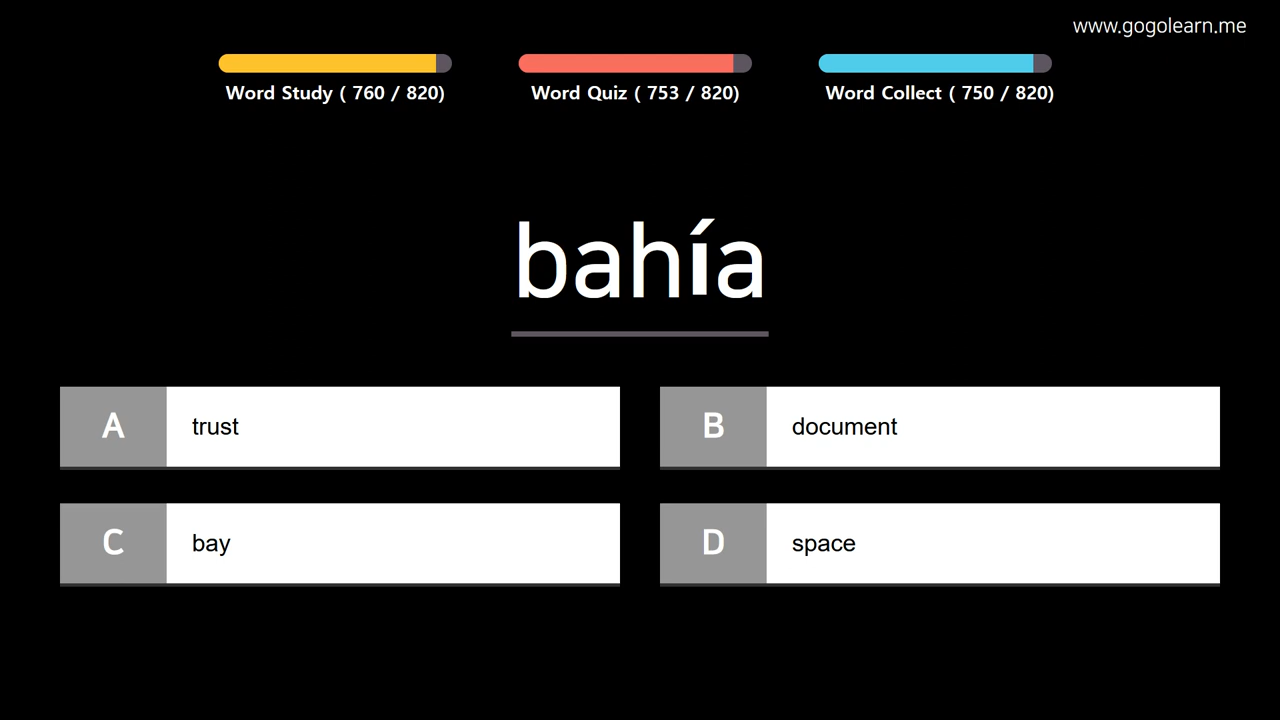 www.gogolearn.me
Word Study ( 760 / 820)
Word Quiz ( 753 / 820)
Word Collect ( 750 / 820)
bahía
A trust
B document
C bay
D space